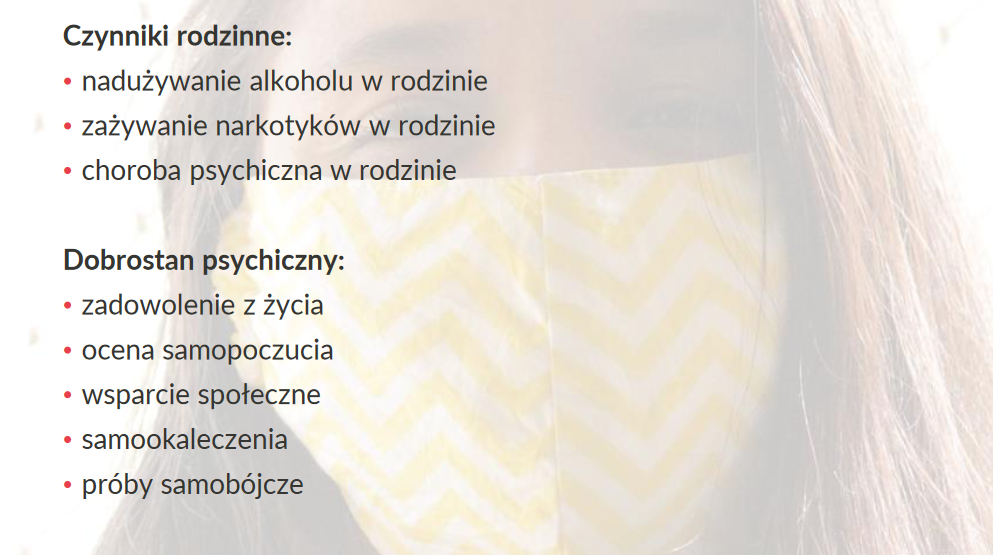 Czynniki rodzinne:
• nadużywanie alkoholu w rodzinie
• zażywanie narkotyków w rodzinie
• choroba psychiczna w rodzinie
Dobrostan psychiczny:
• zadowolenie z życia
• ocena samopoczucia
• wsparcie społeczne
• samookaleczenia
• próby samobójcze